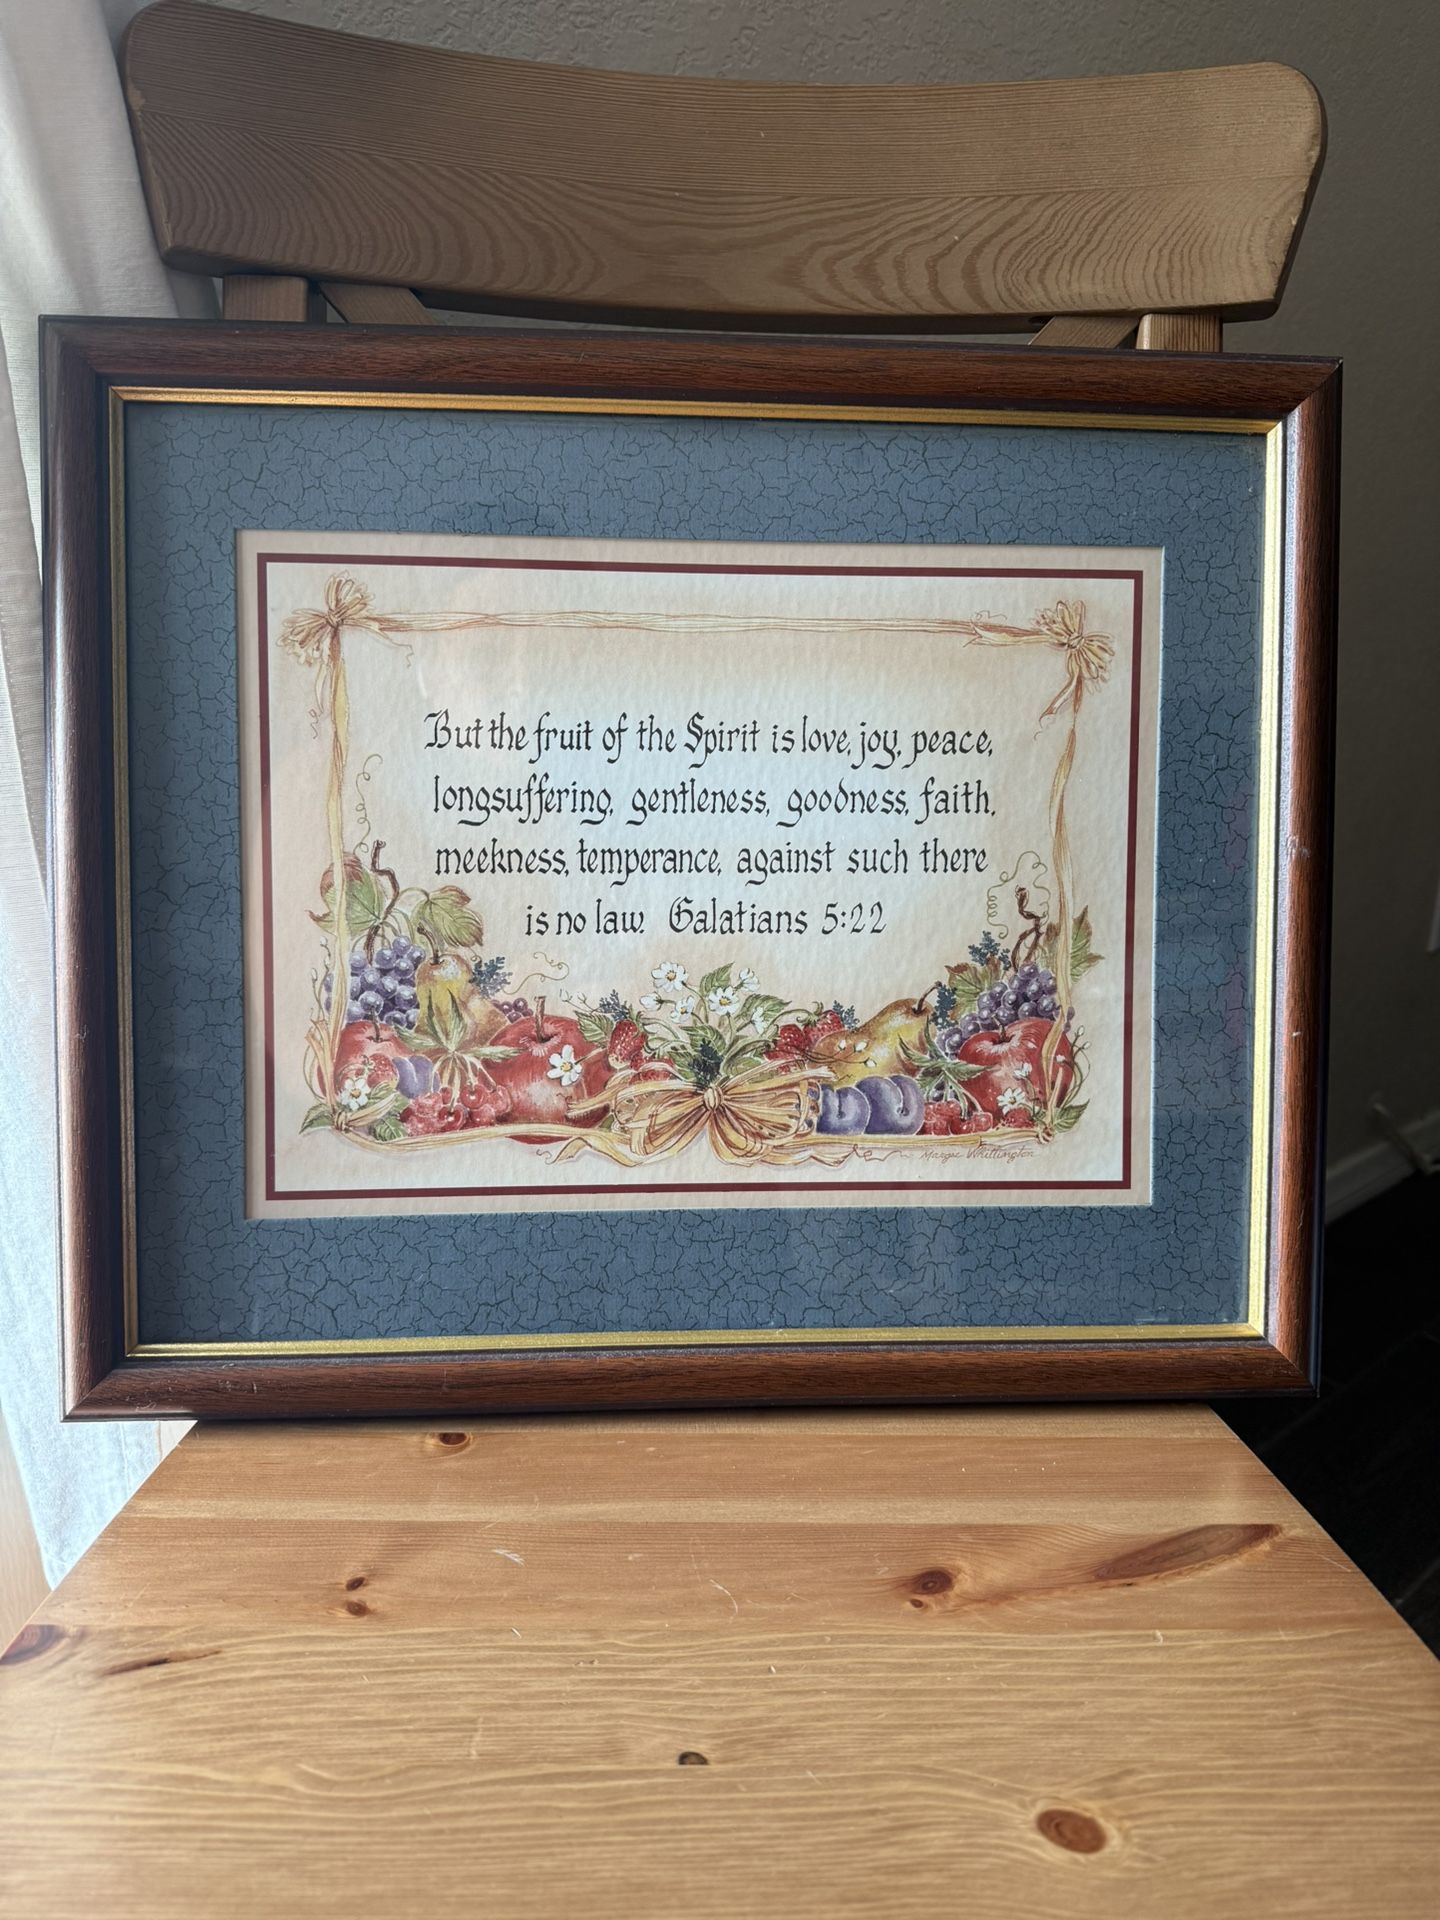 But the fruit of the Spirit is love, joy, peace,
longsuffering, gentleness, goodness, faith,
meekness, temperance, against such there
is no law. Galatians 5:22
Margie Whittington